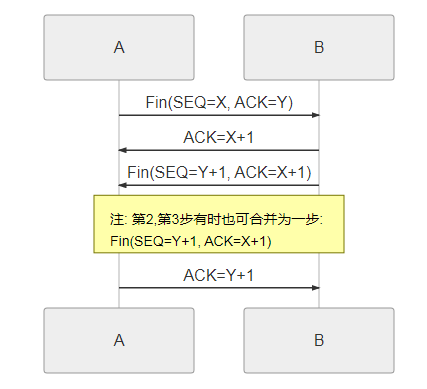 A B
Fin(SEQ=X, ACK=Y)
ACK=X+1
Fin(SEQ=Y+1, ACK=X+1)
注: 第2,第3步有时也可合并为一步:
Fin(SEQ=Y+1, ACK=X+1)
ACK=Y+1
A B